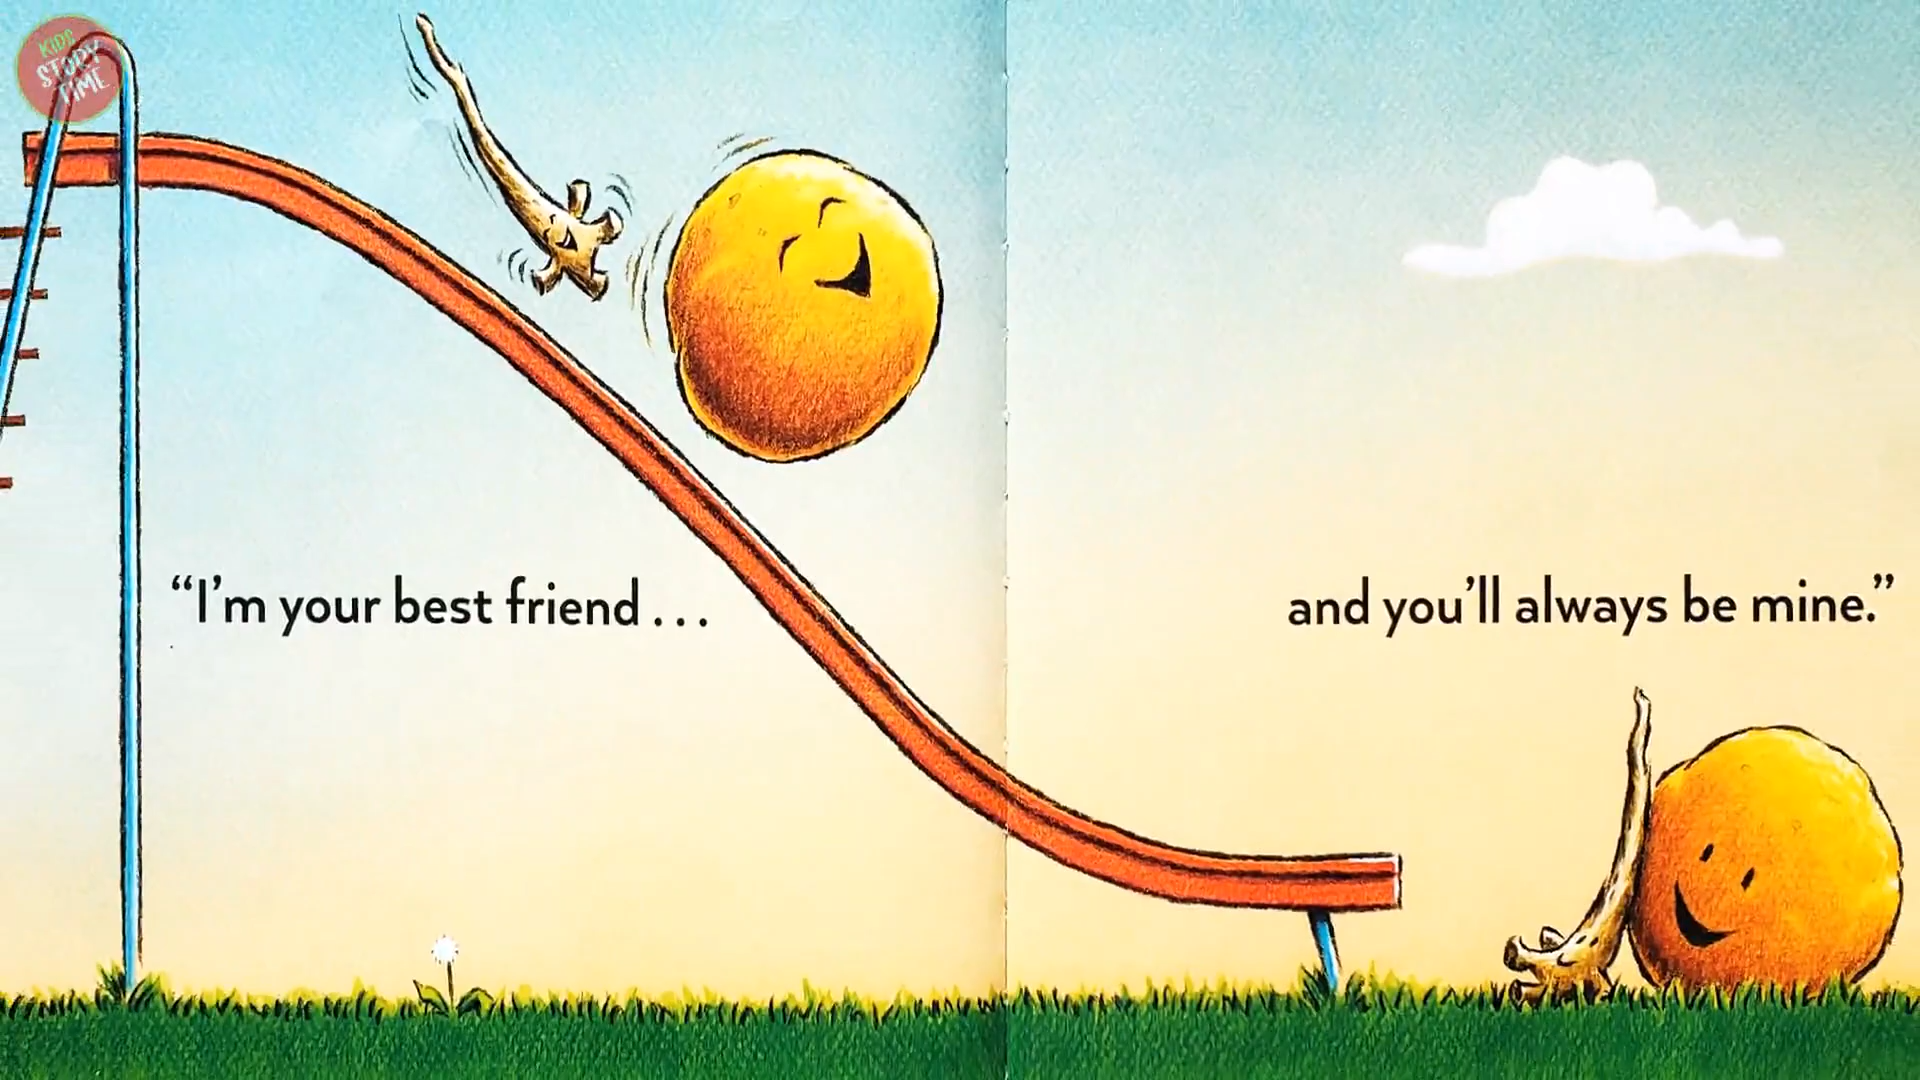 KIDS
STORY
TIME
“I’m your best friend . . .
and you’ll always be mine.”